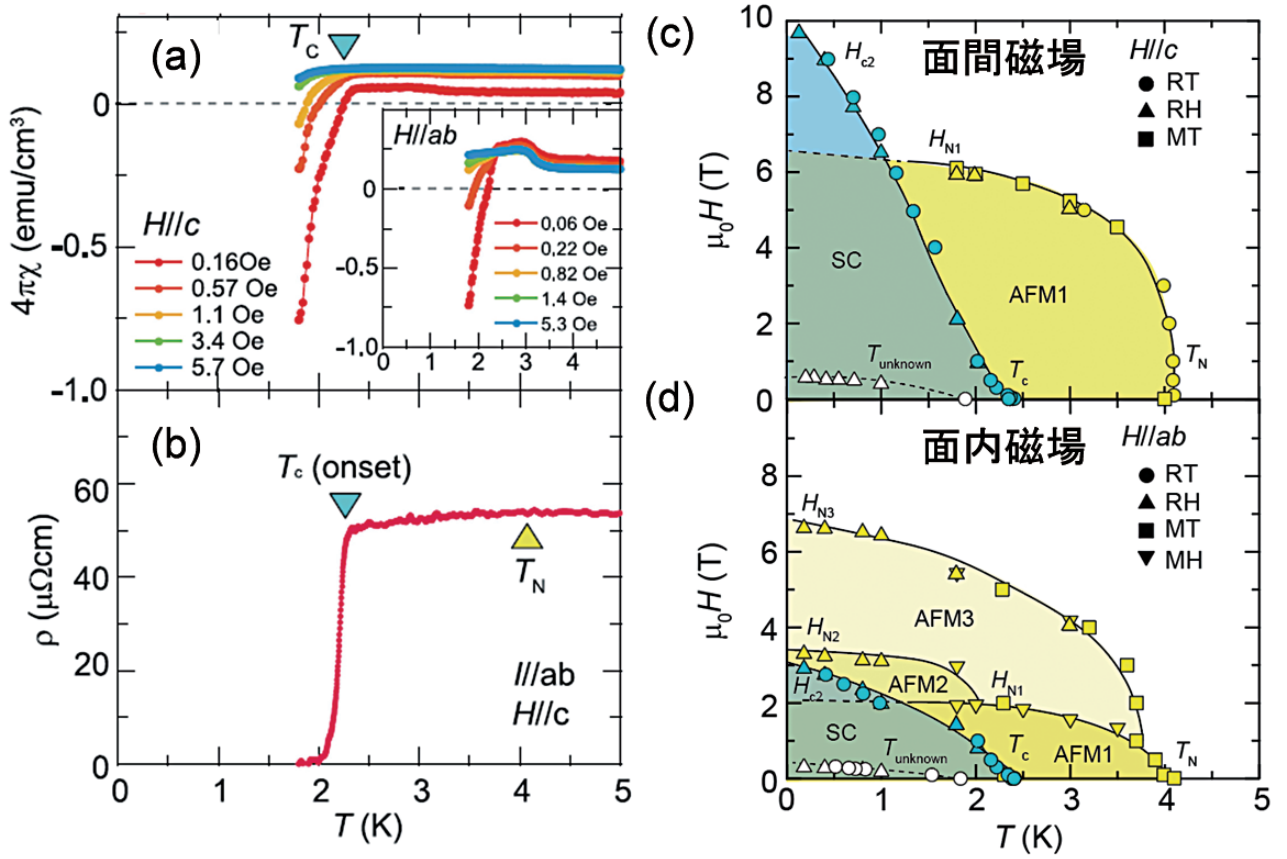 (a)
T_C
0
-0.5
-1.0
4πχ (emu/cm³)
H//c
0.16Oe
0.57 Oe
1.1 Oe
3.4 Oe
5.7 Oe
H//ab
0
-0.5
-1.0
0.06 Oe
0.22 Oe
0.82 Oe
1.4 Oe
5.3 Oe
0 1 2 3 4
(b)
T_c (onset)
T_N
60
40
20
0
ρ (μΩcm)
I//ab
H//c
0 1 2 3 4 5
T (K)
(c)
面間磁場
H//c
RT
RH
MT
10
8
6
4
2
0
μ₀H (T)
H_c2
H_N1
SC
AFM1
T_unknown
T_c
T_N
(d)
面内磁場
H//ab
RT
RH
MT
MH
8
6
4
2
0
μ₀H (T)
H_N3
AFM3
H_N2
AFM2
H_c2
H_N1
SC
T_unknown
T_c
AFM1
T_N
0 1 2 3 4 5
T (K)